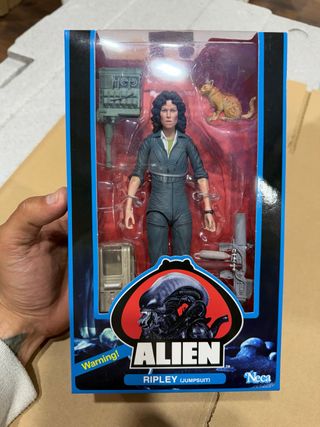 Warning!
ALIEN
RIPLEY (JUMPSUIT)
Neca